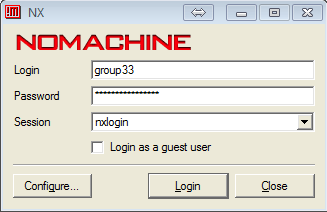 NX
NOMACHINE
Login group33
Password ****************
Session nxlogin
Login as a guest user
Configure... Login Close